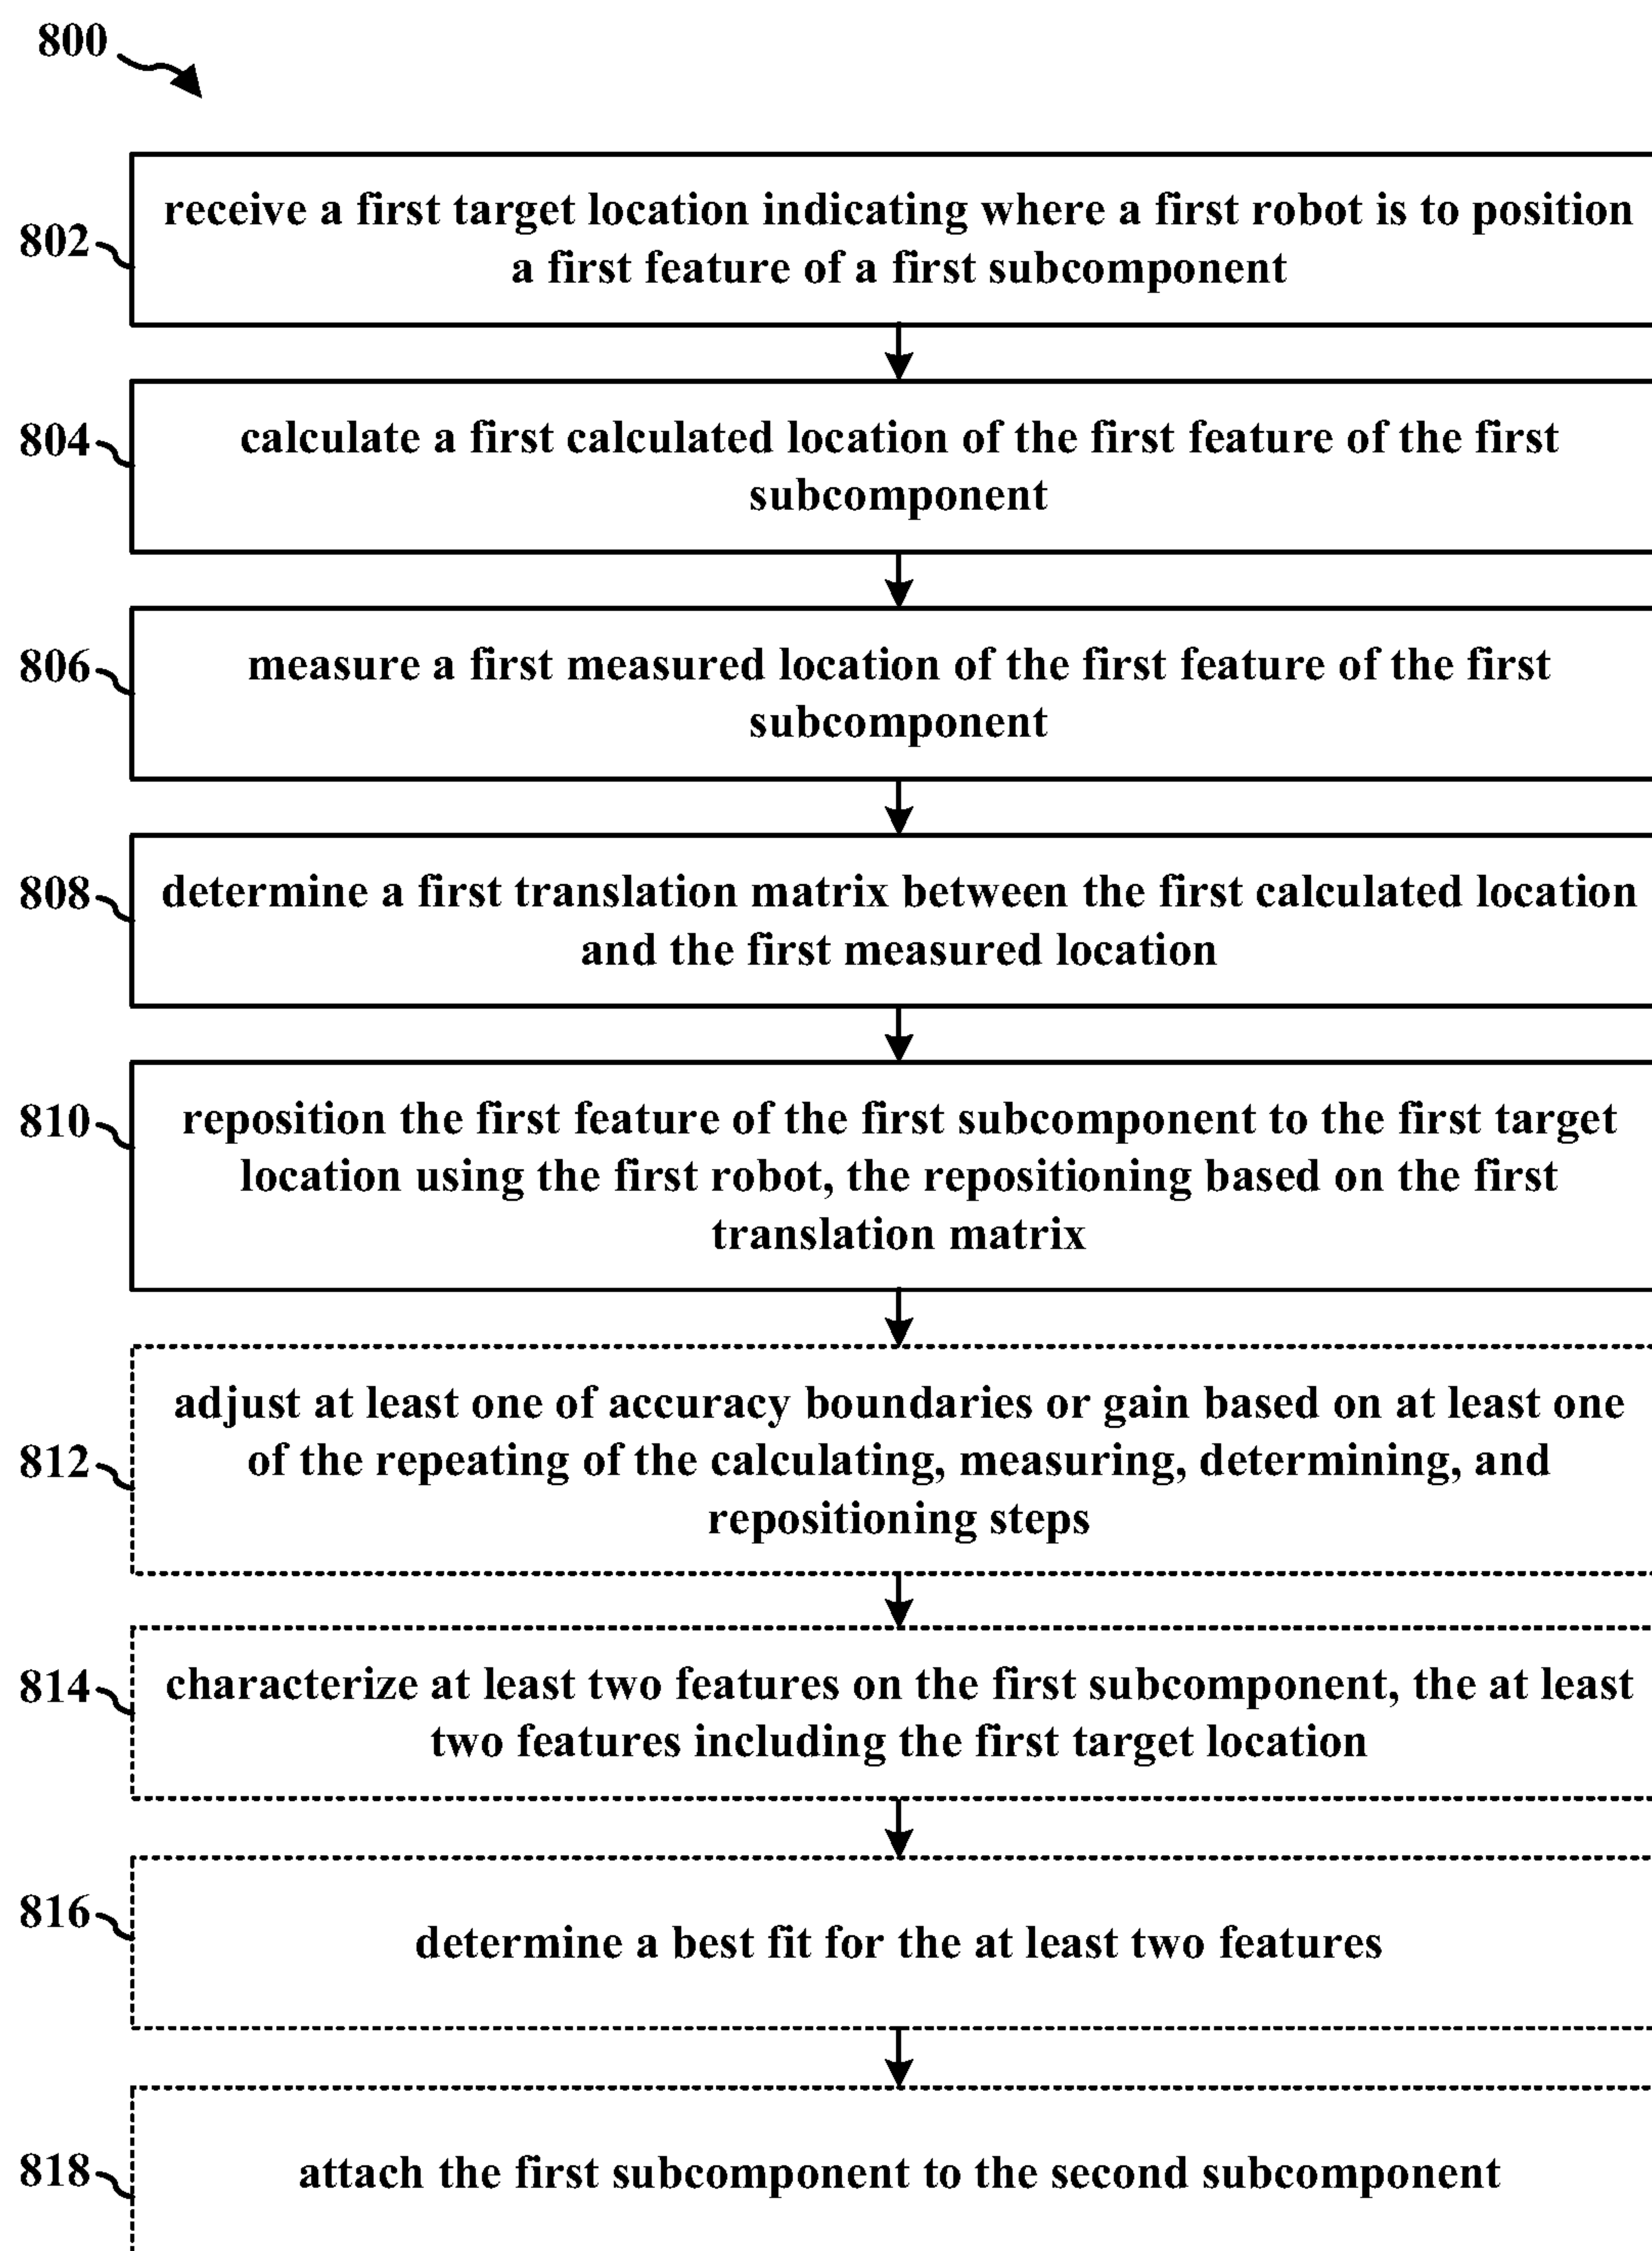 800
802
receive a first target location indicating where a first robot is to position
a first feature of a first subcomponent
804
calculate a first calculated location of the first feature of the first
subcomponent
806
measure a first measured location of the first feature of the first
subcomponent
808
determine a first translation matrix between the first calculated location
and the first measured location
810
reposition the first feature of the first subcomponent to the first target
location using the first robot, the repositioning based on the first
translation matrix
812
adjust at least one of accuracy boundaries or gain based on at least one
of the repeating of the calculating, measuring, determining, and
repositioning steps
814
characterize at least two features on the first subcomponent, the at least
two features including the first target location
816
determine a best fit for the at least two features
818
attach the first subcomponent to the second subcomponent